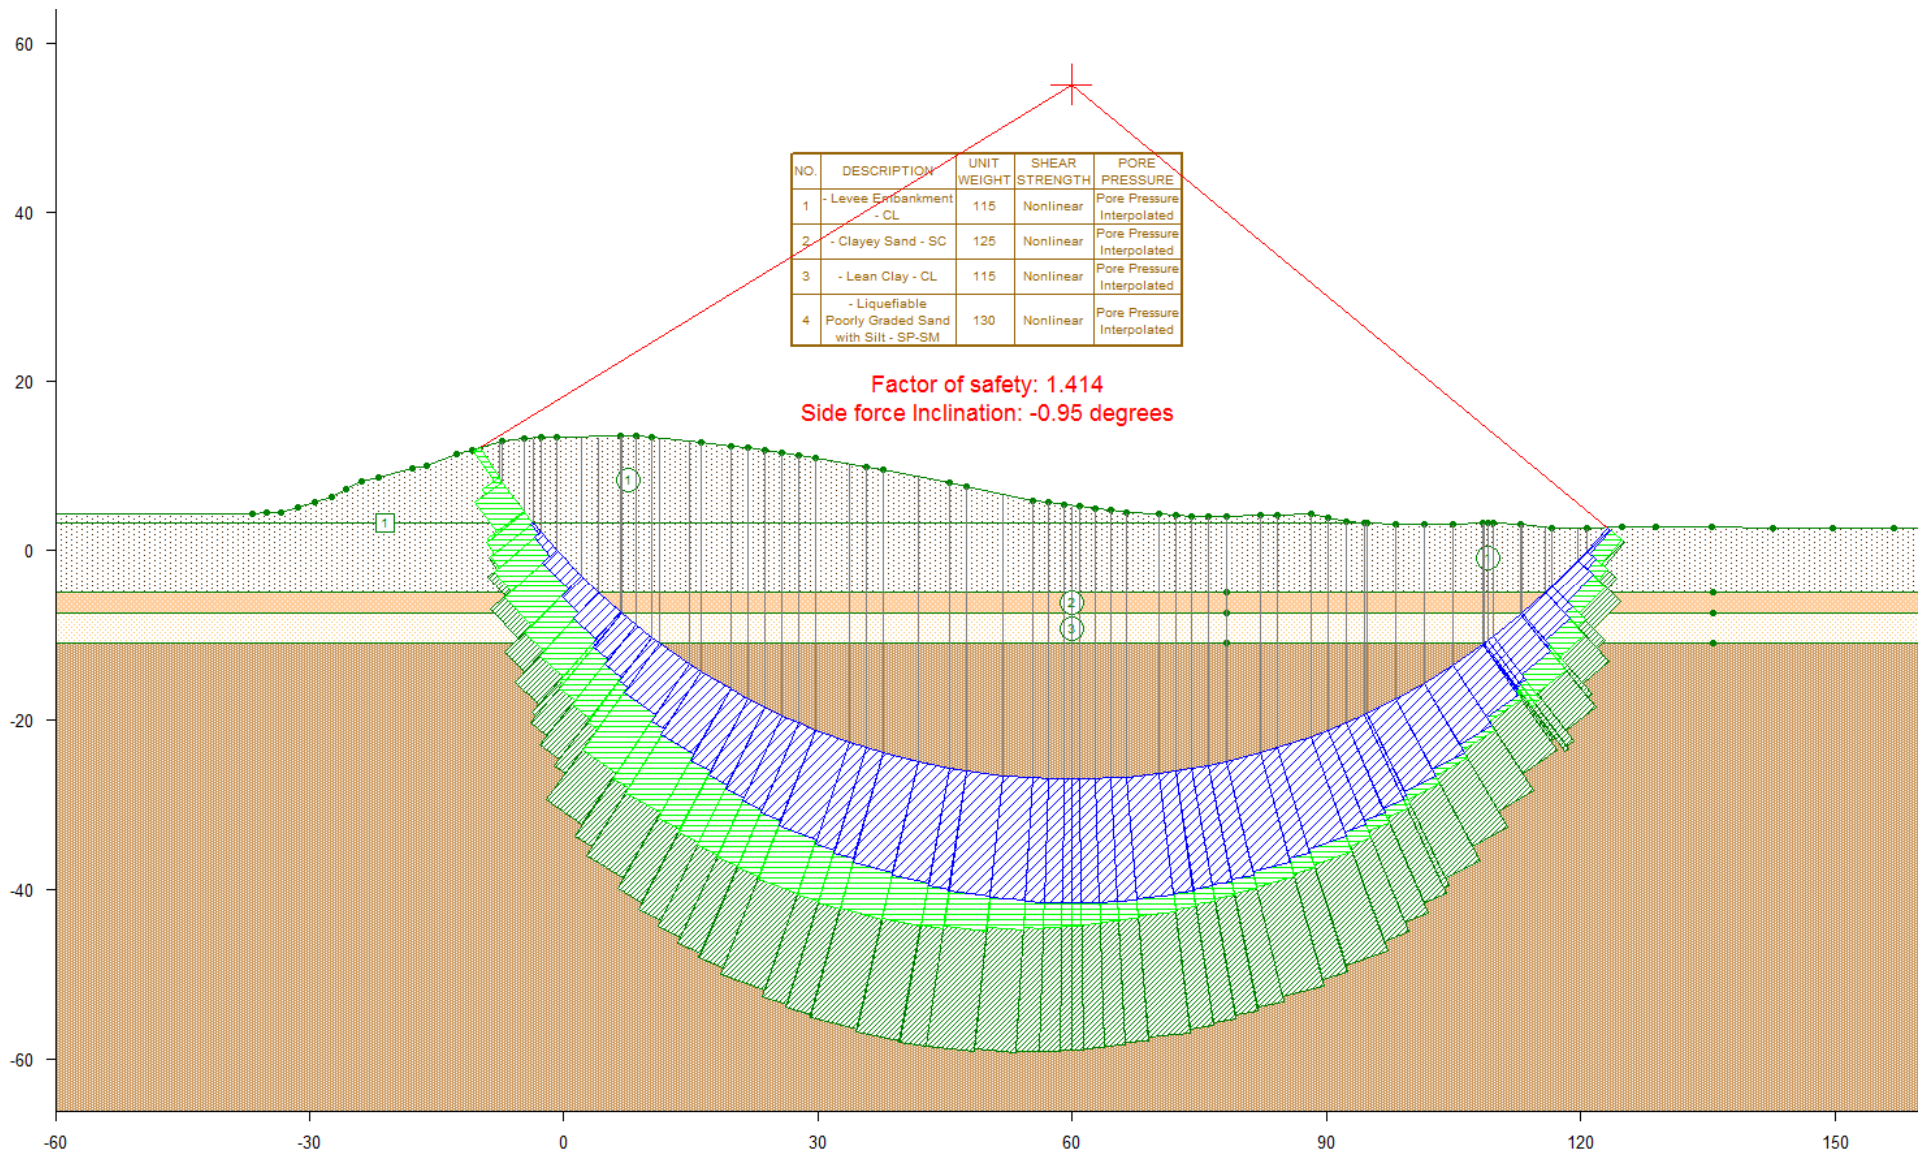 60
40
20
0
-20
-40
-60
-60
-30
0
30
60
90
120
150
NO. DESCRIPTION UNIT WEIGHT SHEAR STRENGTH PORE PRESSURE
1 - Levee Embankment - CL 115 Nonlinear Pore Pressure Interpolated
2 - Clayey Sand - SC 125 Nonlinear Pore Pressure Interpolated
3 - Lean Clay - CL 115 Nonlinear Pore Pressure Interpolated
4 - Liquefiable Poorly Graded Sand with Silt - SP-SM 130 Nonlinear Pore Pressure Interpolated
Factor of safety: 1.414
Side force Inclination: -0.95 degrees
1
1
1
2
3